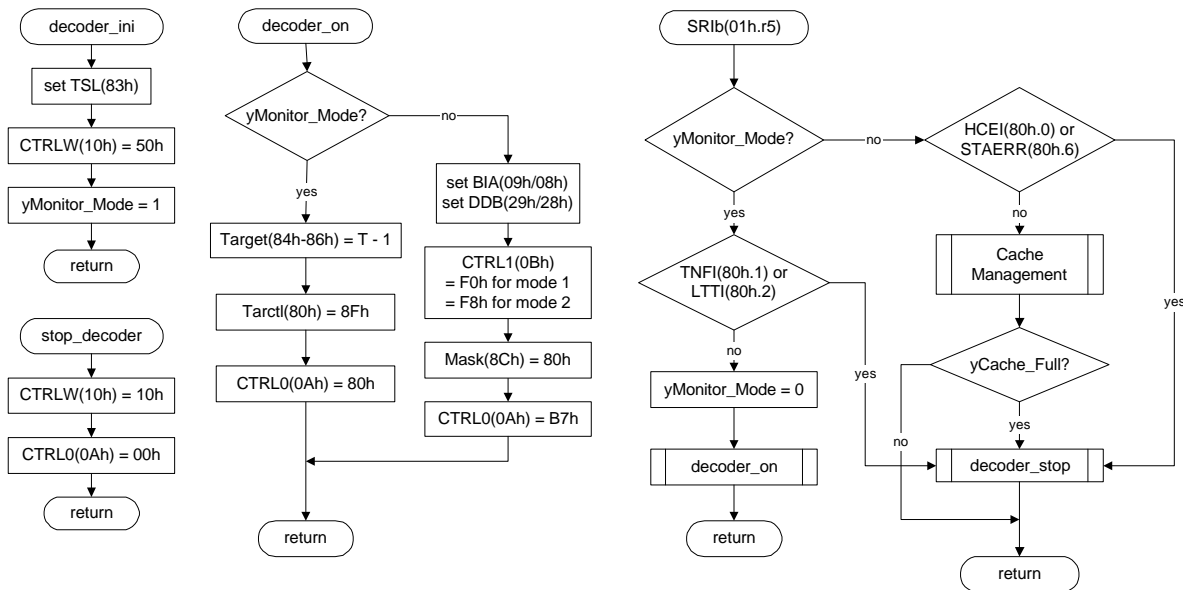 decoder_ini
set TSL(83h)
CTRLW(10h) = 50h
yMonitor_Mode = 1
return
stop_decoder
CTRLW(10h) = 10h
CTRL0(0Ah) = 00h
return
decoder_on
yMonitor_Mode?
no
yes
set BIA(09h/08h)
set DDB(29h/28h)
Target(84h-86h) = T - 1
CTRL1(0Bh)
= F0h for mode 1
= F8h for mode 2
Tarctl(80h) = 8Fh
Mask(8Ch) = 80h
CTRL0(0Ah) = 80h
CTRL0(0Ah) = B7h
return
SRIb(01h.r5)
yMonitor_Mode?
no
yes
TNFI(80h.1) or
LTTI(80h.2)
no
yes
yMonitor_Mode = 0
decoder_on
return
HCEI(80h.0) or
STAERR(80h.6)
no
yes
Cache
Management
yCache_Full?
yes
no
decoder_stop
return